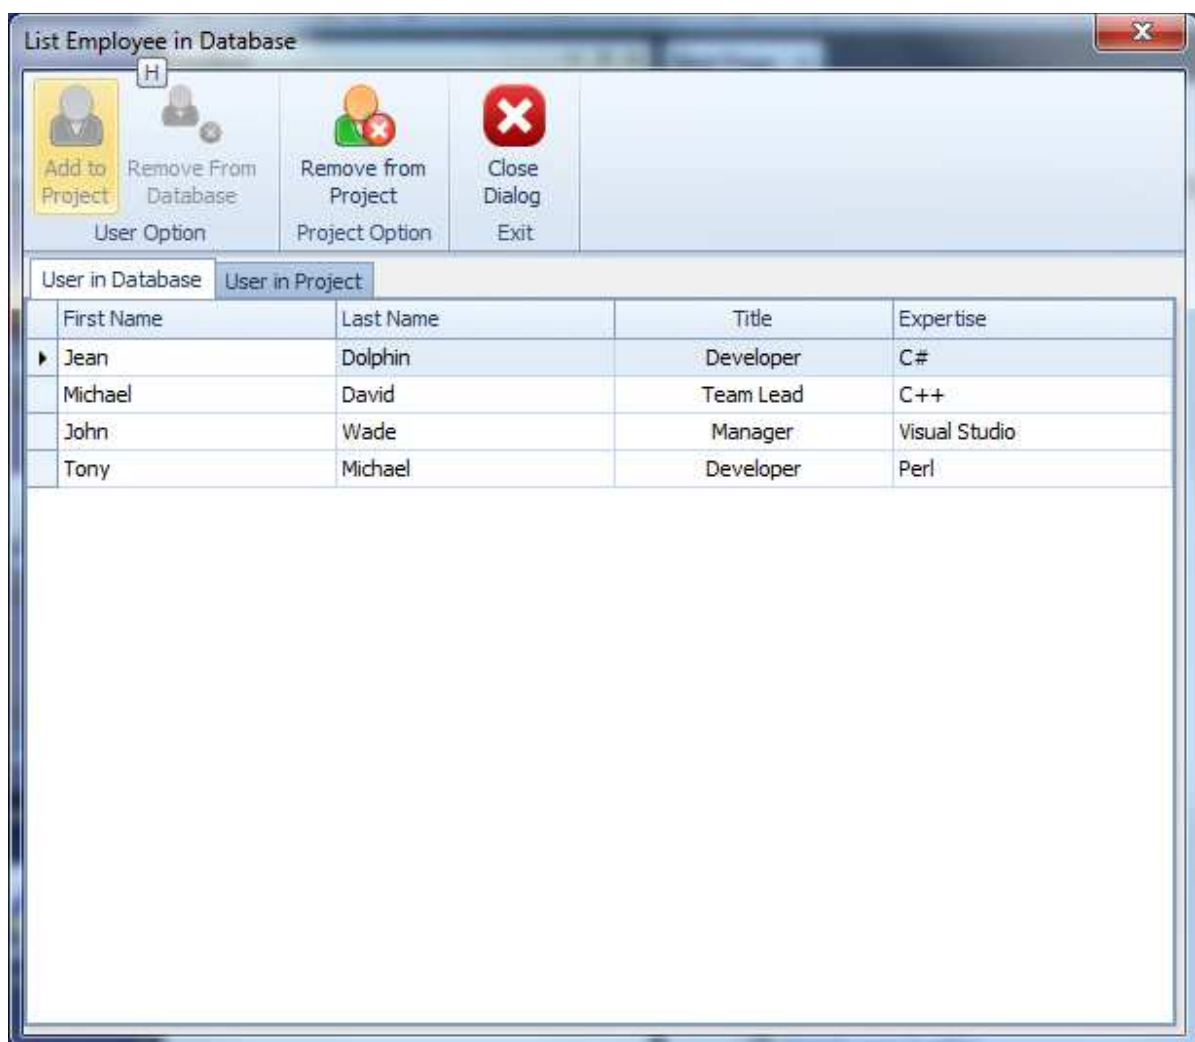 List Employee in Database
H
Add to Project
Remove From Database
Remove from Project
Close Dialog
User Option
Project Option
Exit
User in Database
User in Project
First Name Last Name Title Expertise
Jean Dolphin Developer C#
Michael David Team Lead C++
John Wade Manager Visual Studio
Tony Michael Developer Perl